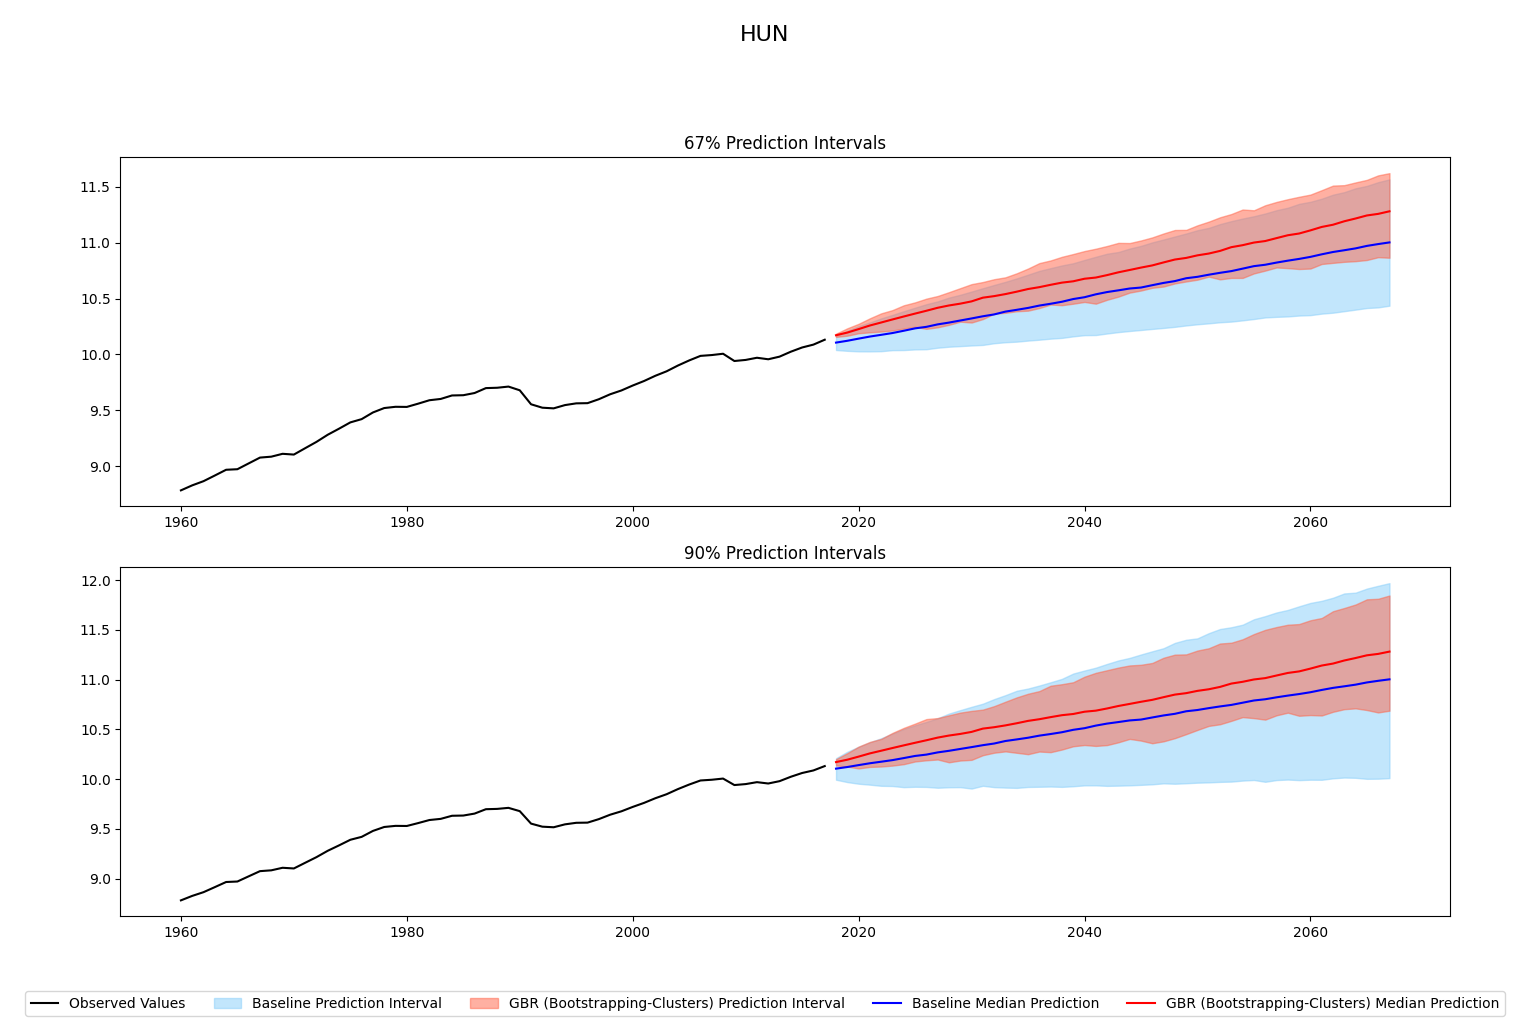 HUN
67% Prediction Intervals
11.5
11.0
10.5
10.0
9.5
9.0
1960 1980 2000 2020 2040 2060
90% Prediction Intervals
12.0
11.5
11.0
10.5
10.0
9.5
9.0
1960 1980 2000 2020 2040 2060
Observed Values Baseline Prediction Interval GBR (Bootstrapping-Clusters) Prediction Interval Baseline Median Prediction GBR (Bootstrapping-Clusters) Median Prediction